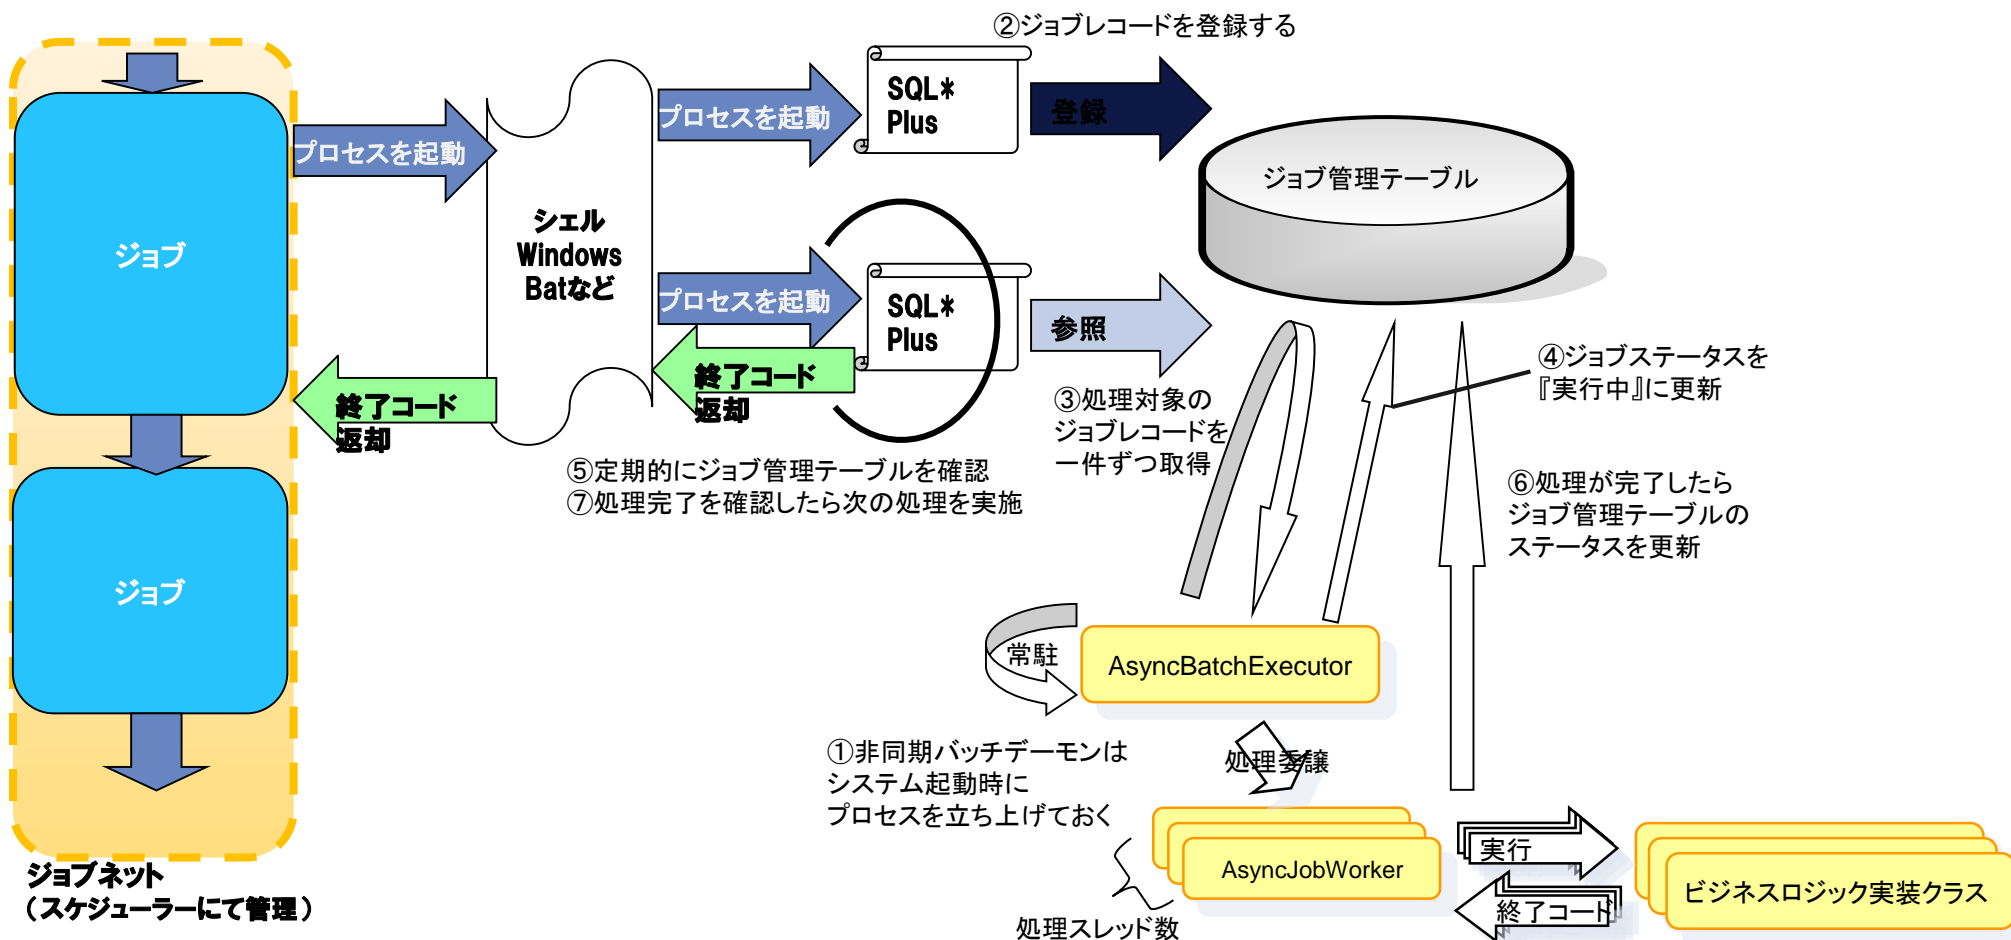 ②ジョブレコードを登録する
SQL*
Plus
プロセスを起動
登録
プロセスを起動
ジョブ管理テーブル
シェル
Windows
Batなど
ジョブ
プロセスを起動
SQL*
Plus
参照
終了コード
返却
終了コード
返却
③処理対象の
ジョブレコードを
一件ずつ取得
④ジョブステータスを
『実行中』に更新
⑤定期的にジョブ管理テーブルを確認
⑦処理完了を確認したら次の処理を実施
⑥処理が完了したら
ジョブ管理テーブルの
ステータスを更新
ジョブ
常駐
AsyncBatchExecutor
①非同期バッチデーモンは
システム起動時に
プロセスを立ち上げておく
処理委譲
AsyncJobWorker
実行
終了コード
ビジネスロジック実装クラス
処理スレッド数
ジョブネット
（スケジューラーにて管理）